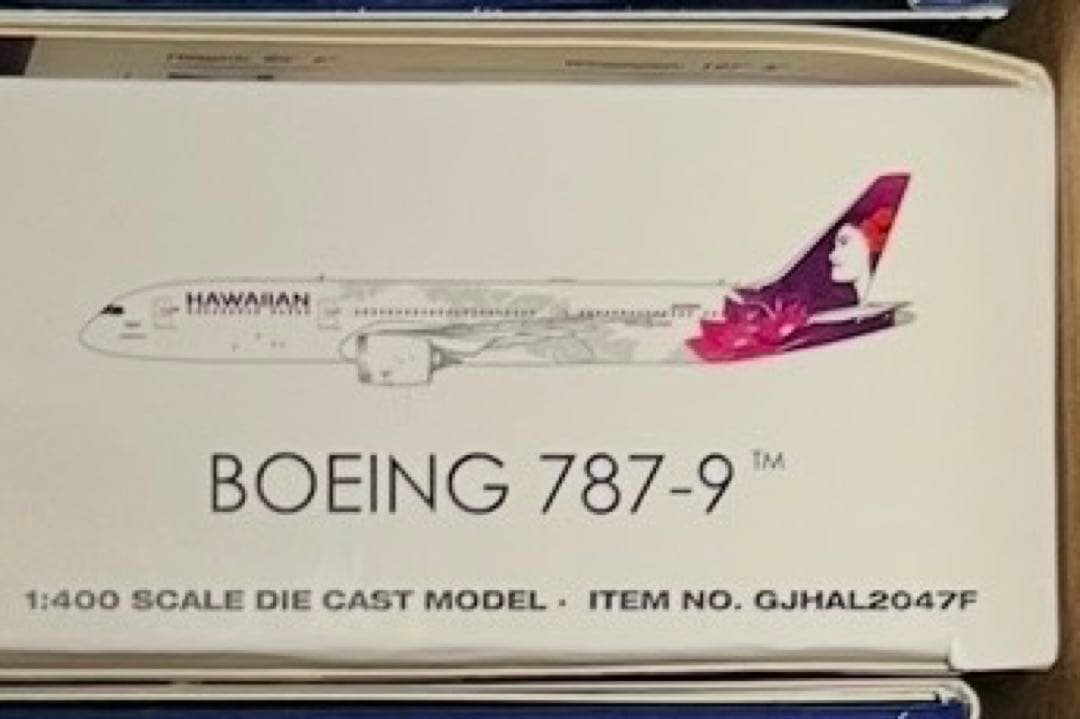 HAWAIIAN
BOEING 787-9™
1:400 SCALE DIE CAST MODEL · ITEM NO. GJHAL2047F